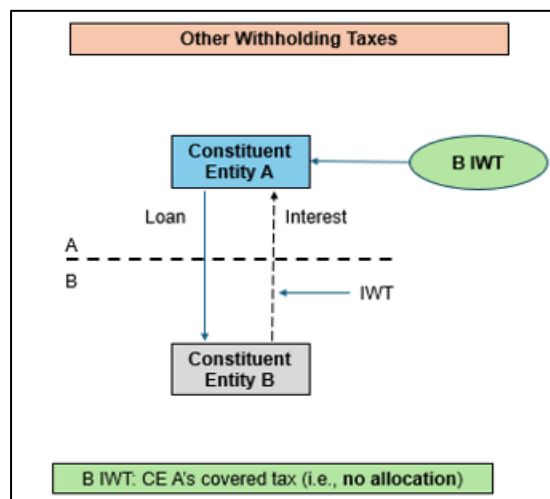 Other Withholding Taxes
Constituent
Entity A
B IWT
Loan
Interest
A
B
IWT
Constituent
Entity B
B IWT: CE A's covered tax (i.e., no allocation)